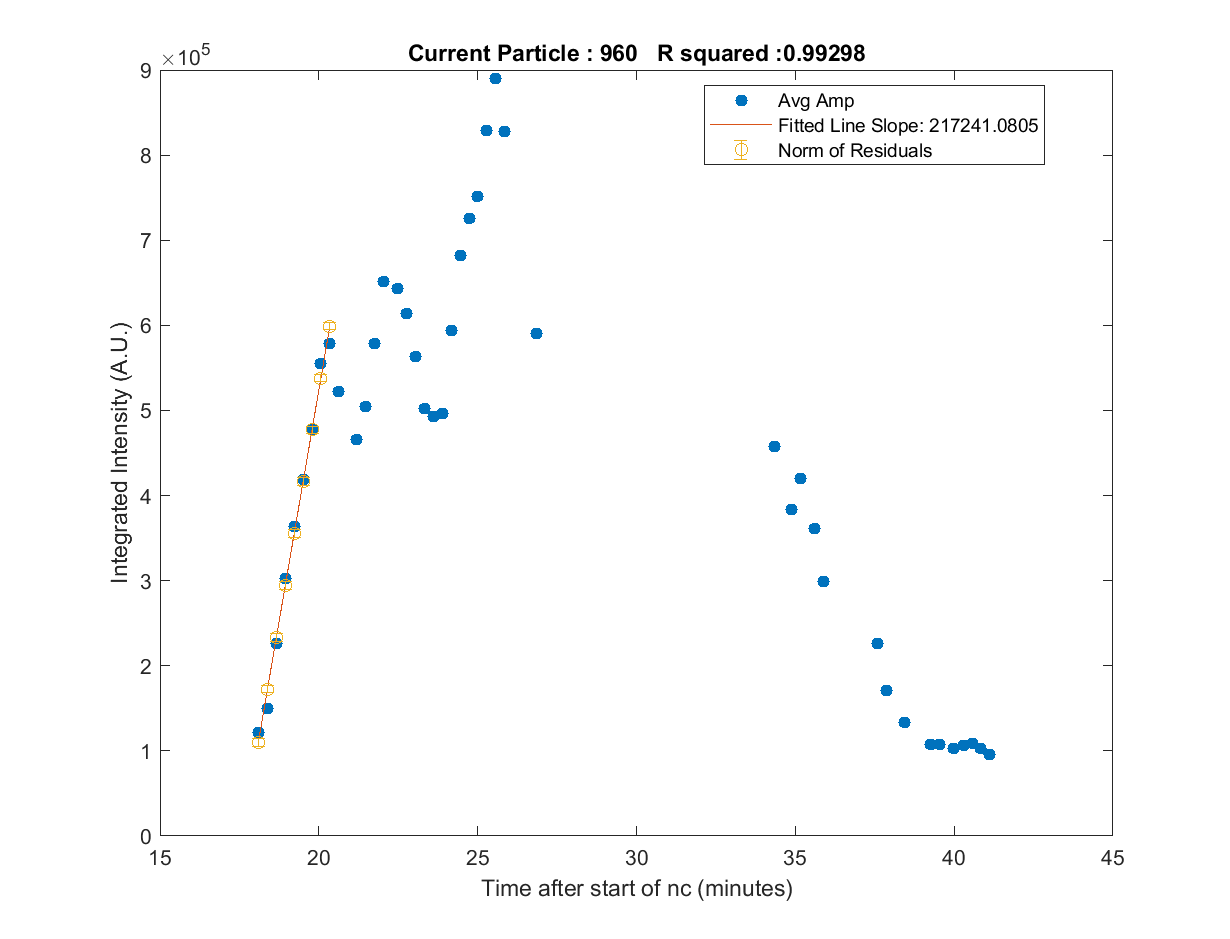 Current Particle : 960 R squared :0.99298
×10^5
Avg Amp
Fitted Line Slope: 217241.0805
Norm of Residuals
9
8
7
6
5
4
3
2
1
0
Integrated Intensity (A.U.)
15 20 25 30 35 40 45
Time after start of nc (minutes)